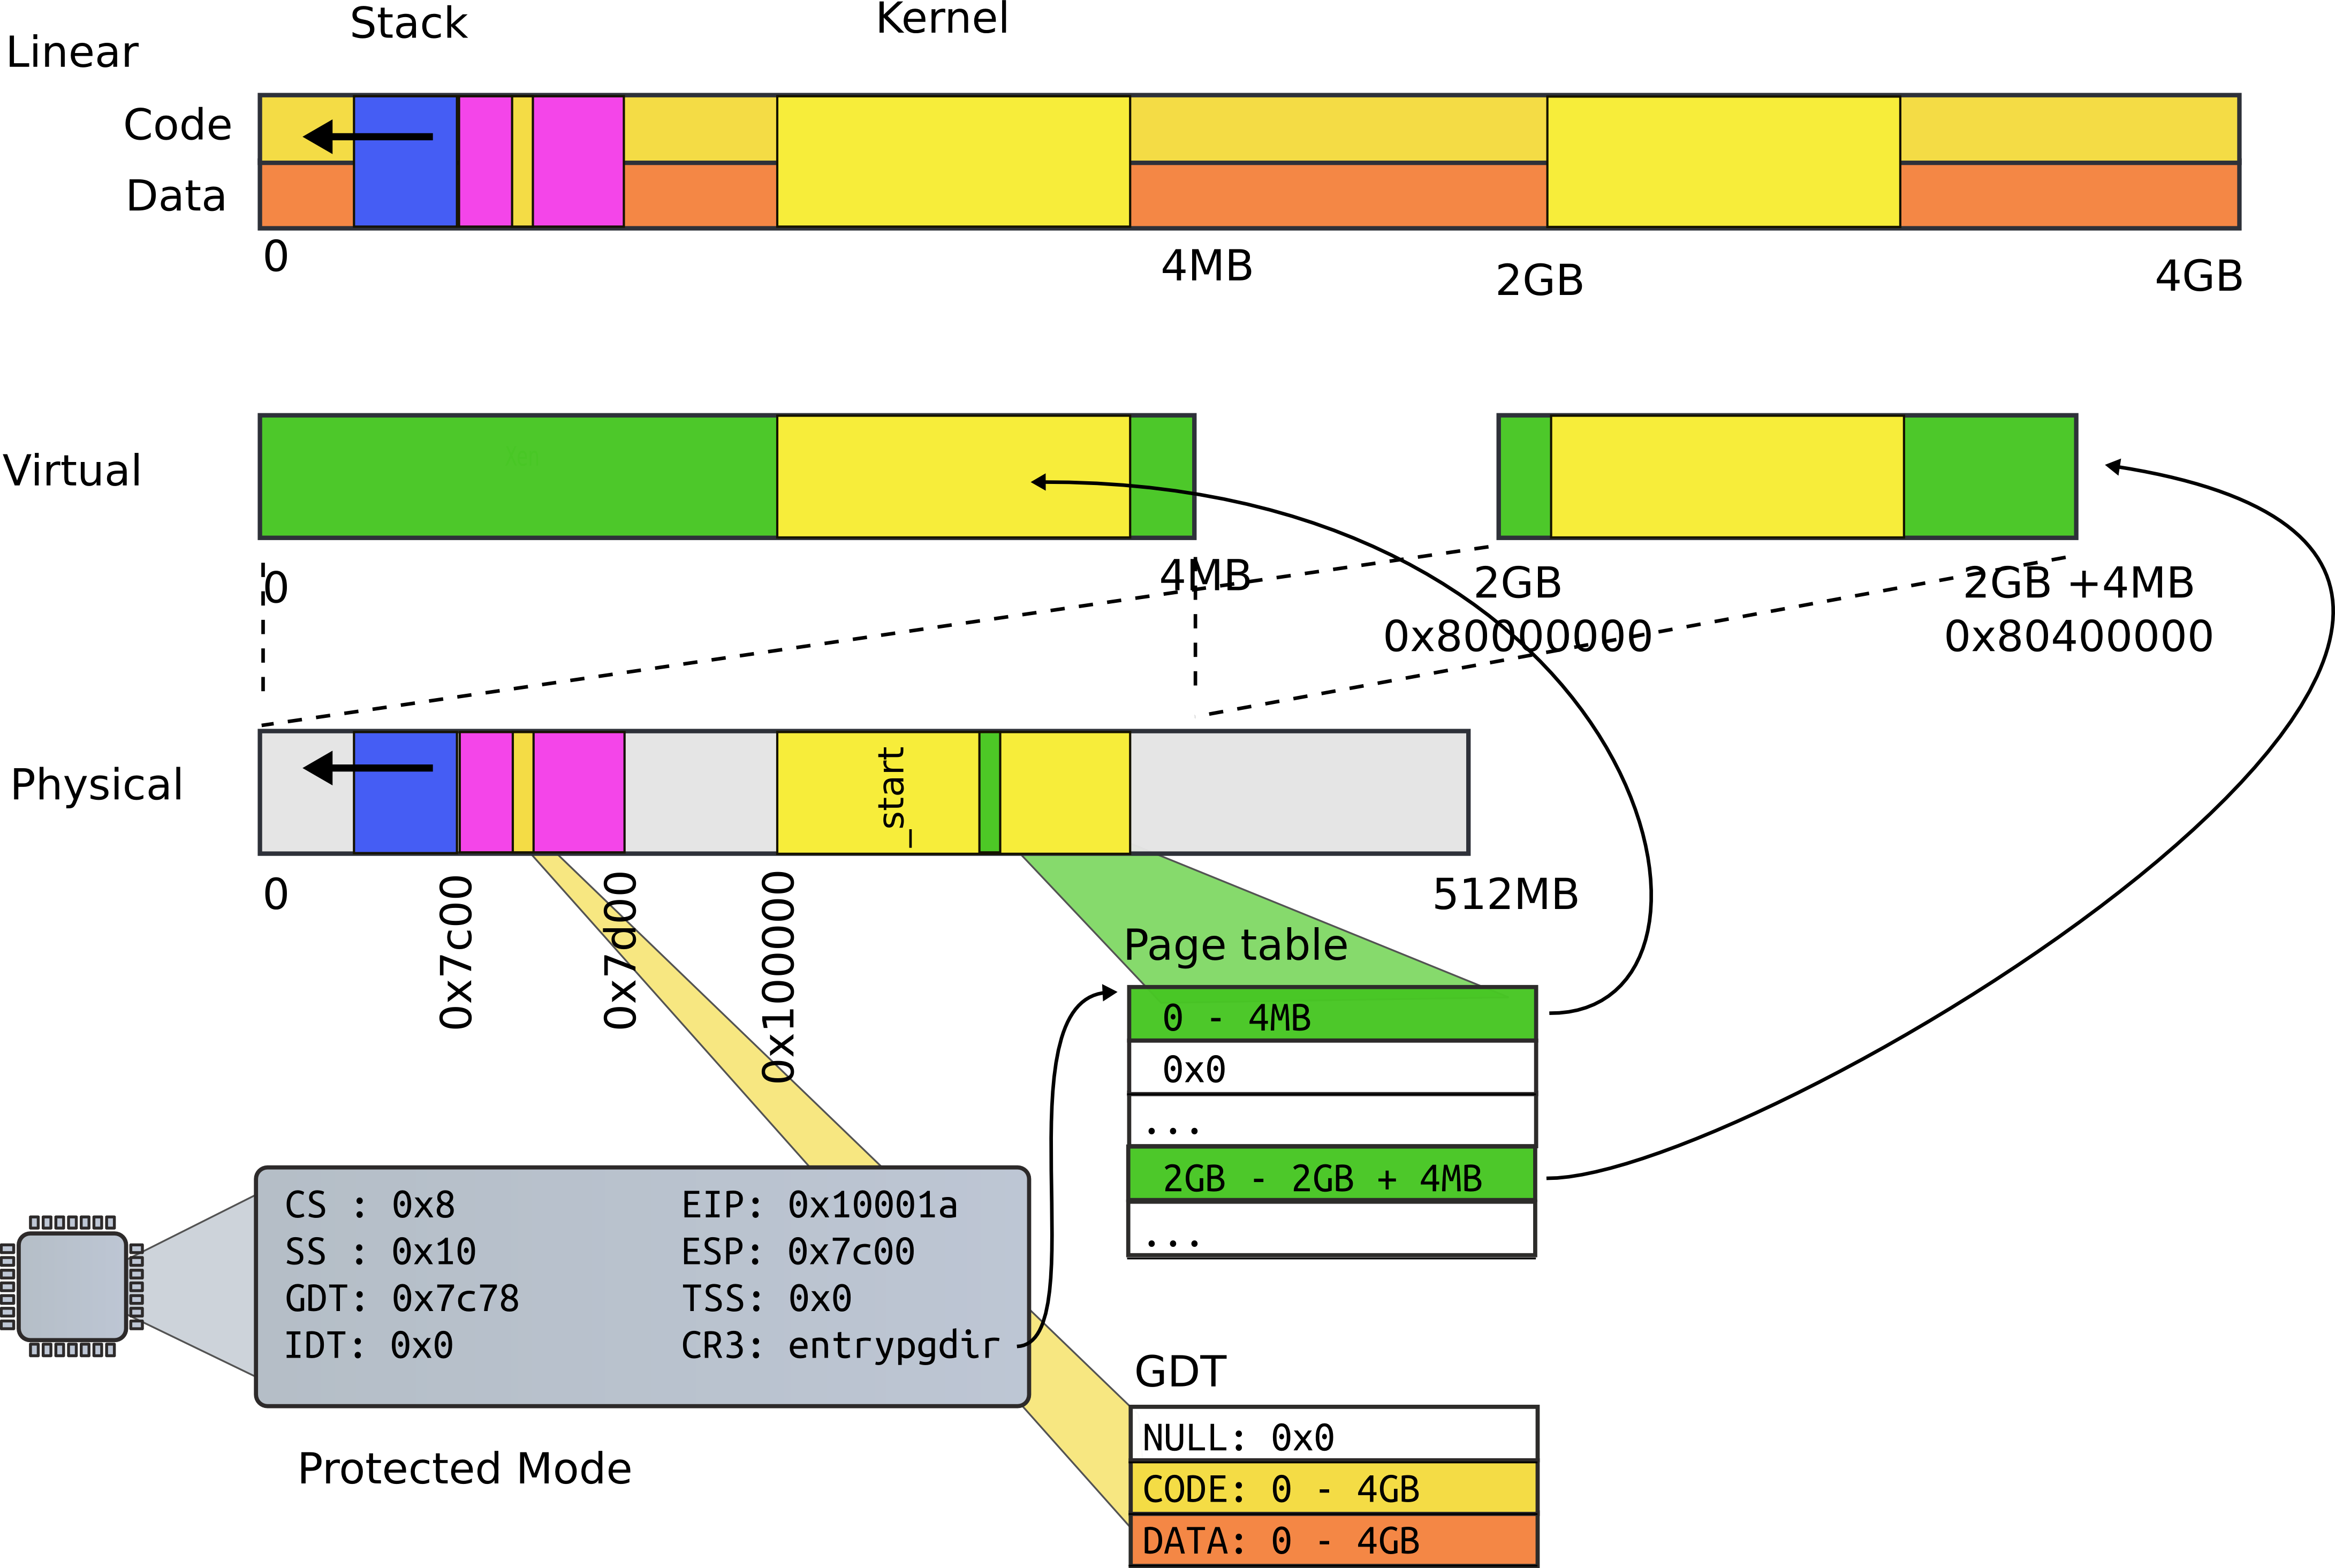 Stack
Kernel
Linear
Code
Data
0
4MB
2GB
4GB
Virtual
0
4MB
2GB
0x80000000
2GB +4MB
0x80400000
Physical
_start
0
0x7c00
0x7d00
0x100000
512MB
Page table
0 - 4MB
0x0
...
2GB - 2GB + 4MB
...
CS : 0x8
SS : 0x10
GDT: 0x7c78
IDT: 0x0
EIP: 0x10001a
ESP: 0x7c00
TSS: 0x0
CR3: entrypgdir
Protected Mode
GDT
NULL: 0x0
CODE: 0 - 4GB
DATA: 0 - 4GB